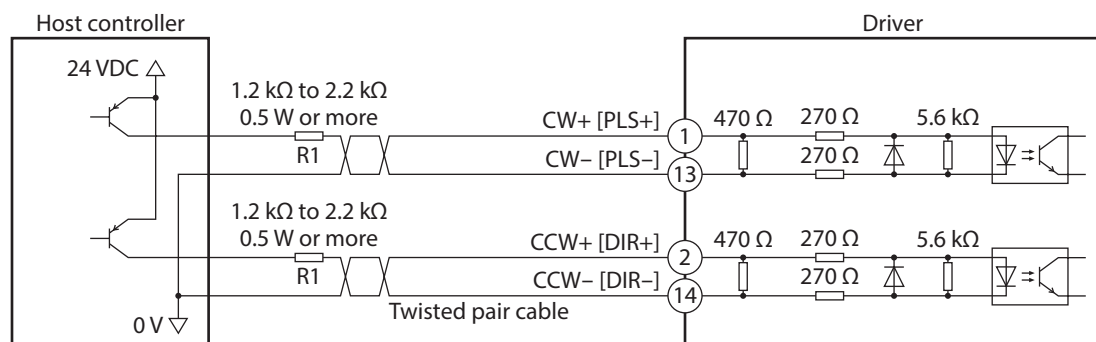 Host controller
Driver
24 VDC
1.2 kΩ to 2.2 kΩ
0.5 W or more
R1
CW+ [PLS+]
CW– [PLS–]
1
13
470 Ω
270 Ω
270 Ω
5.6 kΩ
1.2 kΩ to 2.2 kΩ
0.5 W or more
R1
CCW+ [DIR+]
CCW– [DIR–]
2
14
470 Ω
270 Ω
270 Ω
5.6 kΩ
Twisted pair cable
0 V